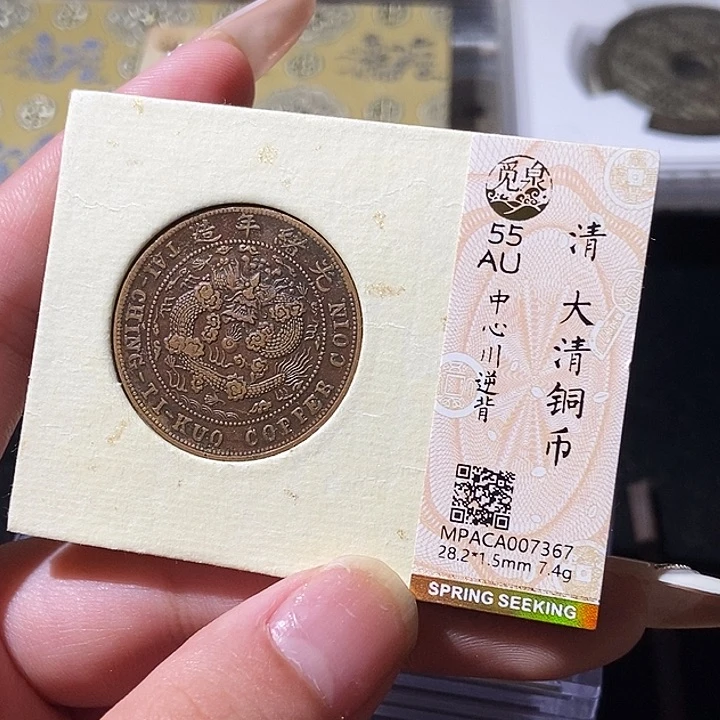 光緒年造
TAI-CHING-TI-KUO COPPER COIN
觅泉
55
AU
清 大清铜币
中心川逆背
MPACA007367
28.2*1.5mm 7.4g
SPRING SEEKING